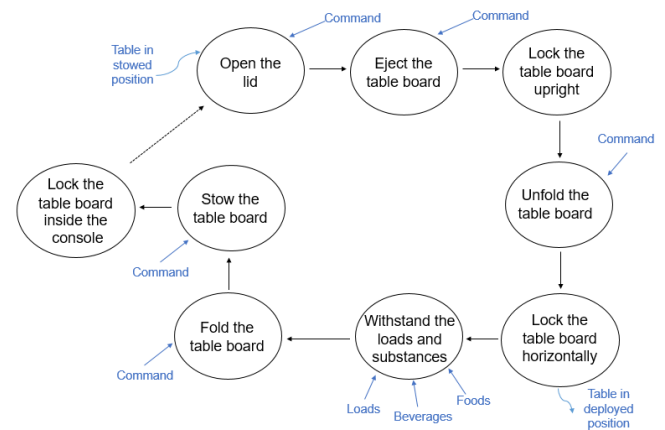 Command
Command
Table in
stowed
position
Open the
lid
Eject the
table board
Lock the
table board
upright
Command
Unfold the
table board
Lock the
table board
inside the
console
Stow the
table board
Command
Fold the
table board
Withstand the
loads and
substances
Lock the
table board
horizontally
Command
Loads
Beverages
Foods
Table in
deployed
position